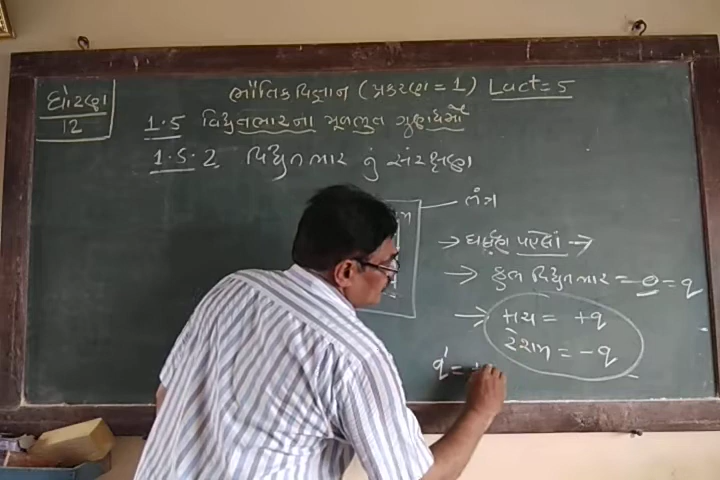 ધોરણ
12
ભૌતિકવિજ્ઞાન (પ્રકરણ = 1) Lact = 5
1.5 વિદ્યુતભારના મૂળભુત ગુણધર્મો
1.5.2 વિદ્યુતભાર નું સંરક્ષણ
તંત્ર
→ ઘર્ષણ પહેલાં →
→ કુલ વિદ્યુતભાર = 0 = q
→ કાચ = +q
રેશમ = -q
q' = +